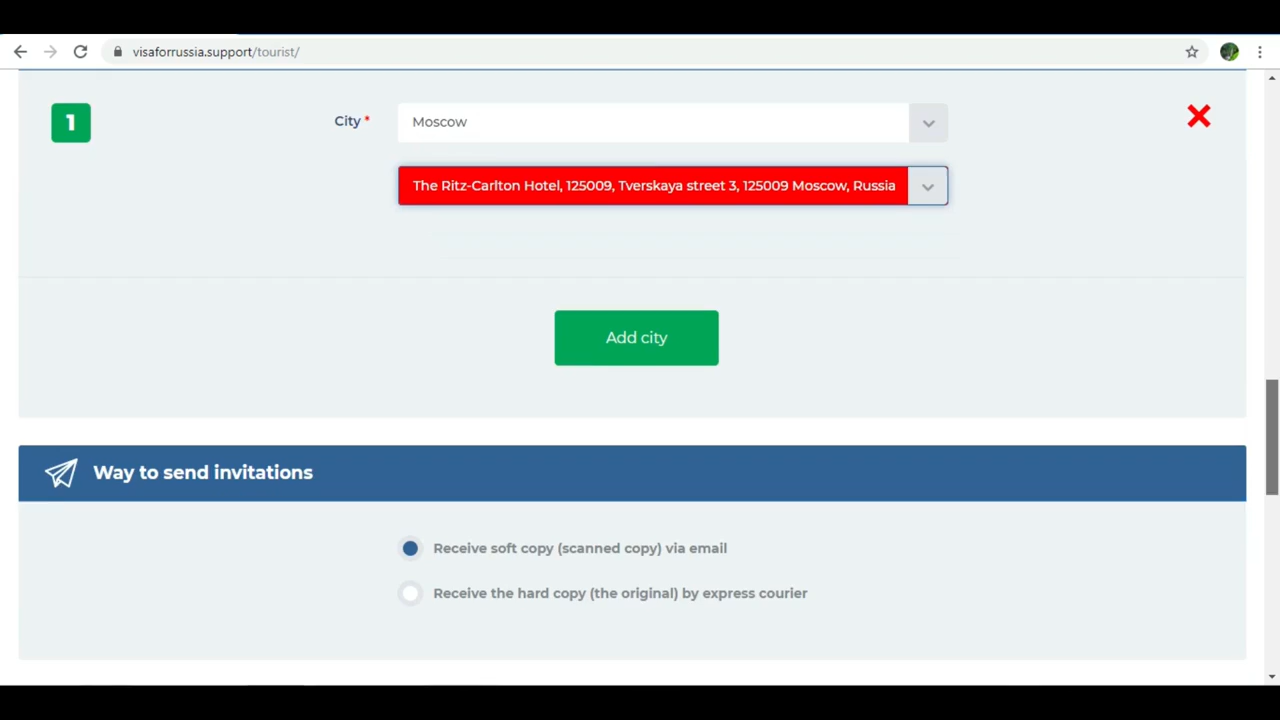 visaforrussia.support/tourist/
1
City *
Moscow
The Ritz-Carlton Hotel, 125009, Tverskaya street 3, 125009 Moscow, Russia
Add city
Way to send invitations
Receive soft copy (scanned copy) via email
Receive the hard copy (the original) by express courier